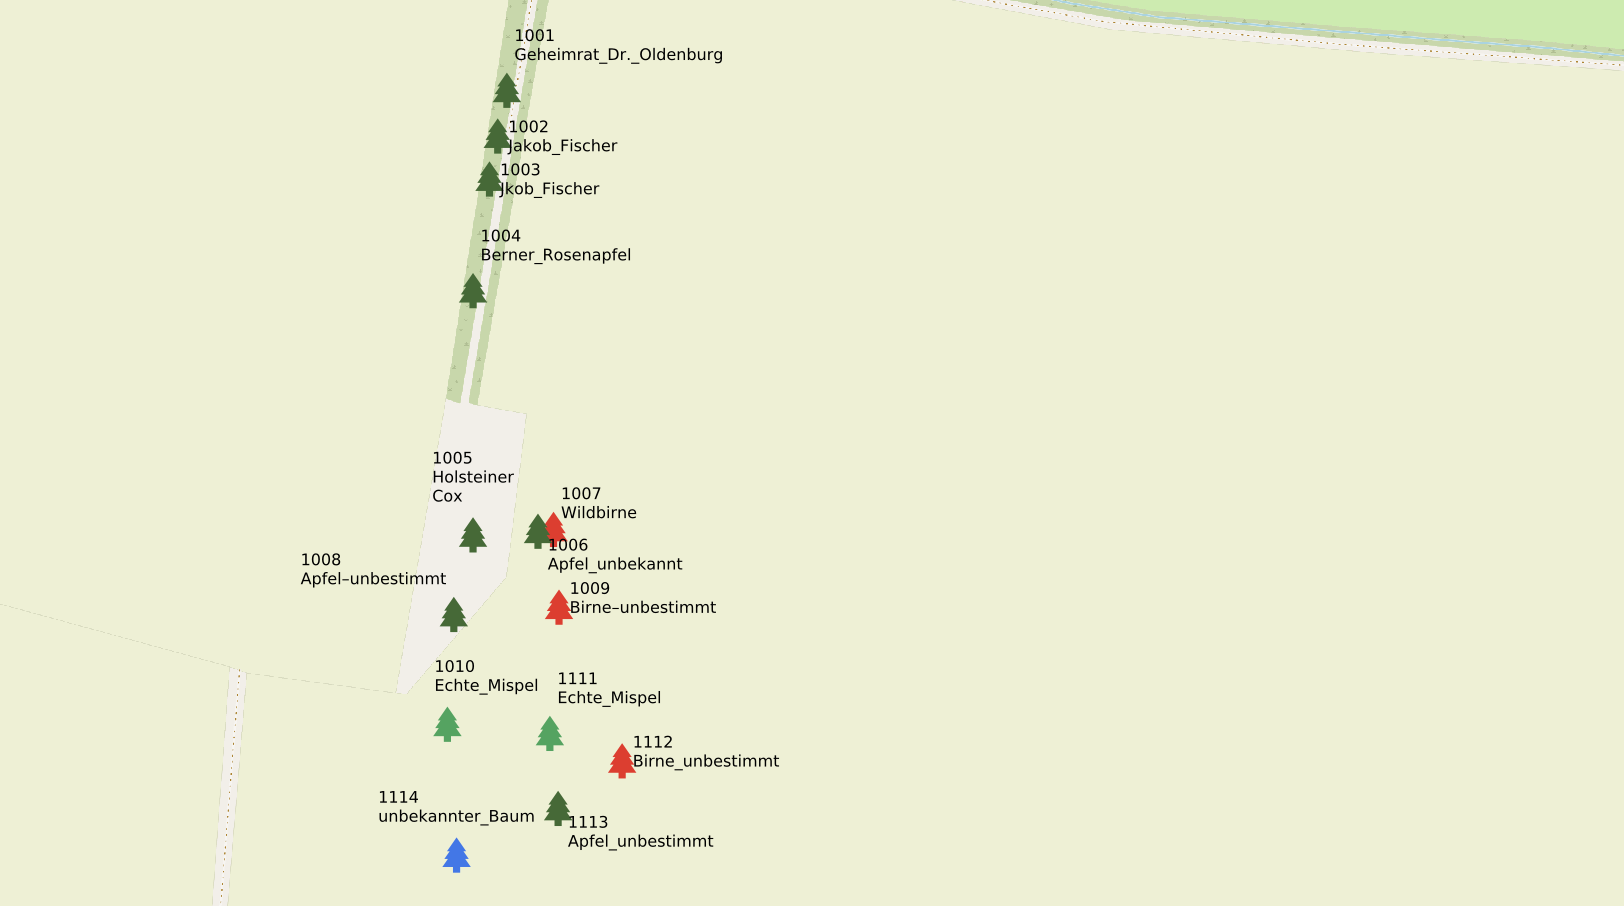 1001
Geheimrat_Dr._Oldenburg
1002
Jakob_Fischer
1003
Jkob_Fischer
1004
Berner_Rosenapfel
1005
Holsteiner
Cox
1007
Wildbirne
1006
Apfel_unbekannt
1008
Apfel–unbestimmt
1009
Birne–unbestimmt
1010
Echte_Mispel
1111
Echte_Mispel
1112
Birne_unbestimmt
1114
unbekannter_Baum
1113
Apfel_unbestimmt